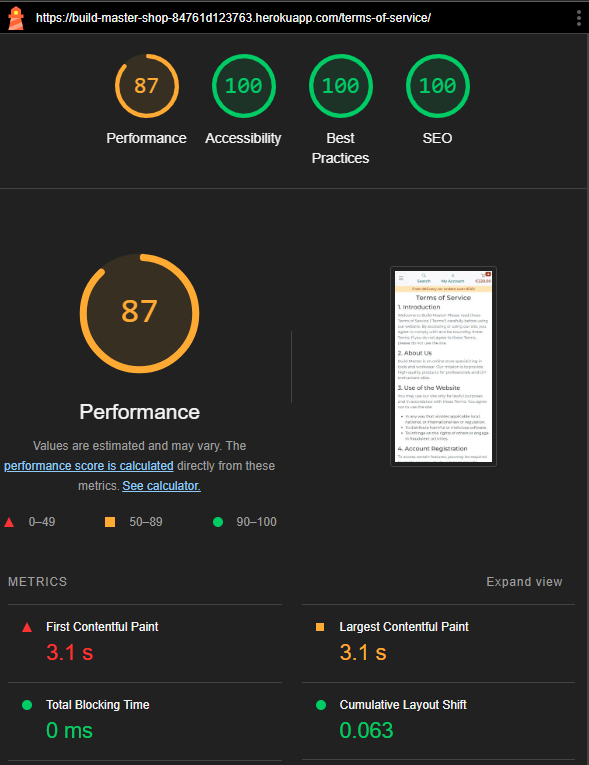 https://build-master-shop-84761d123763.herokuapp.com/terms-of-service/
87
100
100
100
Performance
Accessibility
Best
Practices
SEO
87
Performance
Values are estimated and may vary. The
performance score is calculated directly from these
metrics. See calculator.
0–49
50–89
90–100
Search
My Account
Terms of Service
1. Introduction
2. About Us
3. Use of the Website
4. Account Registration
METRICS
Expand view
First Contentful Paint
3.1 s
Largest Contentful Paint
3.1 s
Total Blocking Time
0 ms
Cumulative Layout Shift
0.063